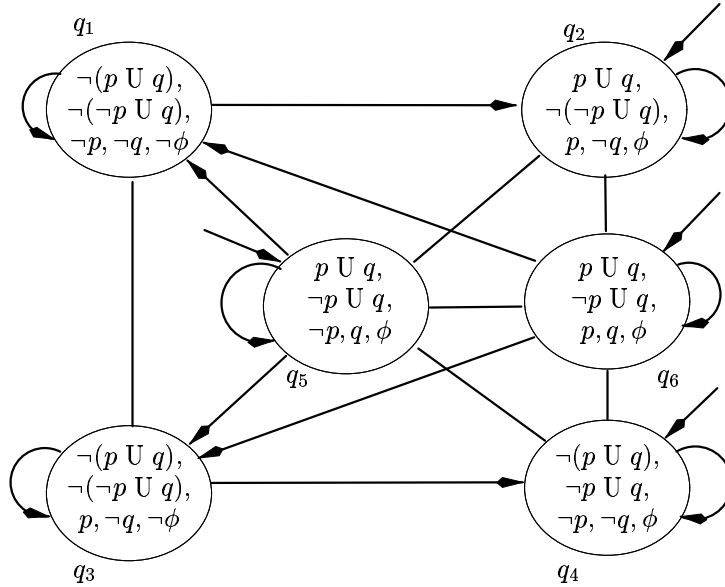 q₁
¬(p U q),
¬(¬p U q),
¬p, ¬q, ¬ϕ
q₂
p U q,
¬(¬p U q),
p, ¬q, ϕ
p U q,
¬p U q,
¬p, q, ϕ
q₅
p U q,
¬p U q,
p, q, ϕ
q₆
¬(p U q),
¬(¬p U q),
p, ¬q, ¬ϕ
q₃
¬(p U q),
¬p U q,
¬p, ¬q, ϕ
q₄